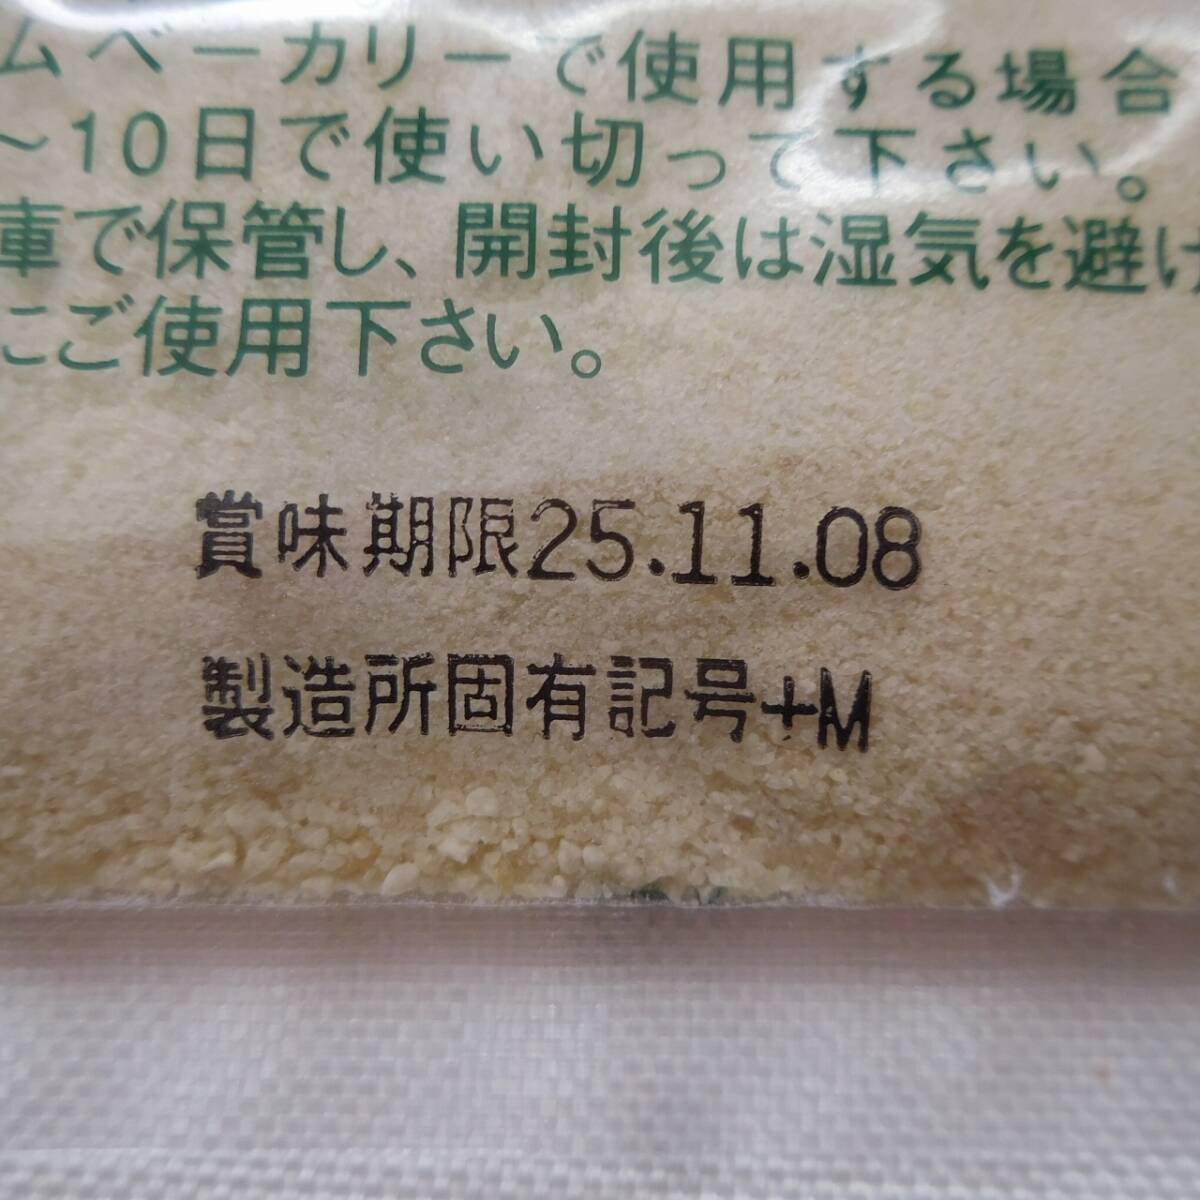 ムベーカリーで使用する場合
～10日で使い切って下さい。
庫で保管し、開封後は湿気を避け
にご使用下さい。
賞味期限25.11.08
製造所固有記号+M